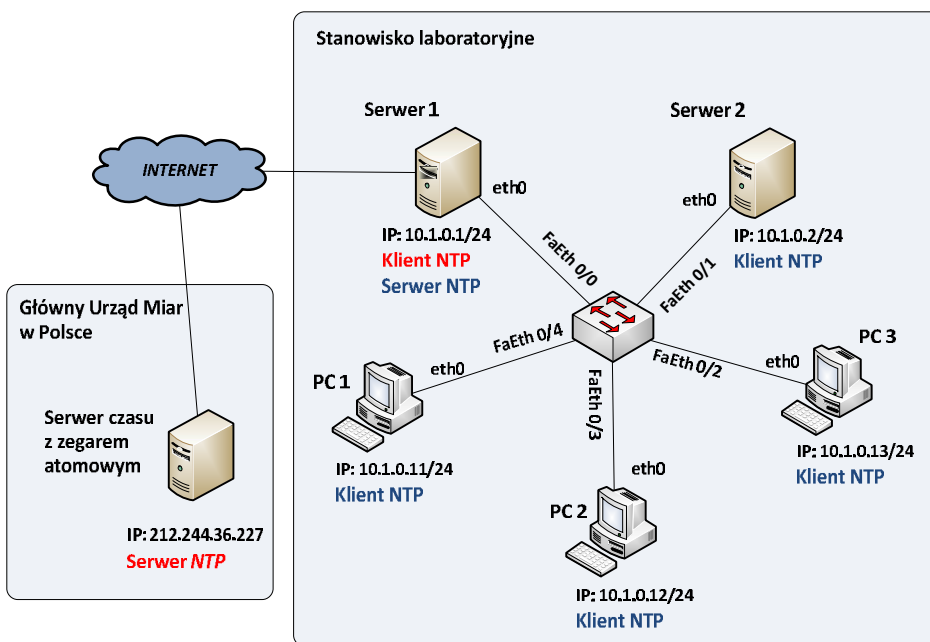 Stanowisko laboratoryjne
Serwer 1
Serwer 2
INTERNET
eth0
eth0
IP: 10.1.0.1/24
Klient NTP
Serwer NTP
IP: 10.1.0.2/24
Klient NTP
FaEth 0/0
FaEth 0/1
Główny Urząd Miar
w Polsce
FaEth 0/4
FaEth 0/2
FaEth 0/3
PC 1
eth0
eth0
PC 3
Serwer czasu
z zegarem
atomowym
IP: 10.1.0.11/24
Klient NTP
IP: 10.1.0.13/24
Klient NTP
eth0
PC 2
IP: 212.244.36.227
Serwer NTP
IP: 10.1.0.12/24
Klient NTP